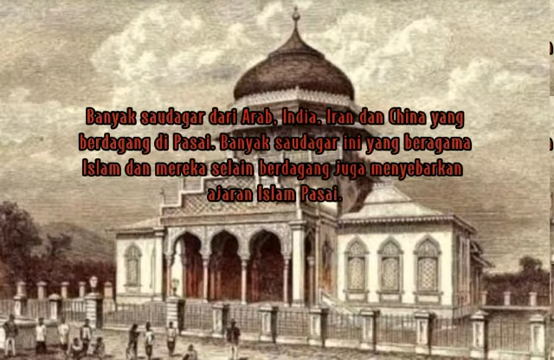 Banyak saudagar dari Arab, India, Iran dan China yang
berdagang di Pasai. Banyak saudagar ini yang beragama
Islam dan mereka selain berdagang juga menyebarkan
ajaran Islam Pasai.